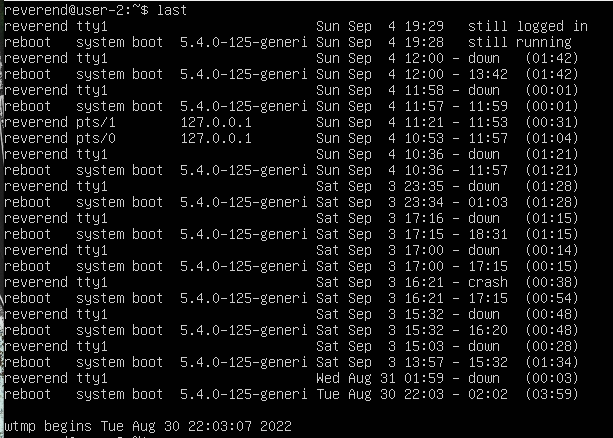 reverend@user-2:~$ last
reverend tty1                          Sun Sep  4 19:29   still logged in
reboot   system boot  5.4.0-125-generi Sun Sep  4 19:28   still running
reverend tty1                          Sun Sep  4 12:00 - down   (01:42)
reboot   system boot  5.4.0-125-generi Sun Sep  4 12:00 - 13:42  (01:42)
reverend tty1                          Sun Sep  4 11:58 - down   (00:01)
reboot   system boot  5.4.0-125-generi Sun Sep  4 11:57 - 11:59  (00:01)
reverend pts/1        127.0.0.1        Sun Sep  4 11:21 - 11:53  (00:31)
reverend pts/0        127.0.0.1        Sun Sep  4 10:53 - 11:57  (01:04)
reverend tty1                          Sun Sep  4 10:36 - down   (01:21)
reboot   system boot  5.4.0-125-generi Sun Sep  4 10:36 - 11:57  (01:21)
reverend tty1                          Sat Sep  3 23:35 - down   (01:28)
reboot   system boot  5.4.0-125-generi Sat Sep  3 23:34 - 01:03  (01:28)
reverend tty1                          Sat Sep  3 17:16 - down   (01:15)
reboot   system boot  5.4.0-125-generi Sat Sep  3 17:15 - 18:31  (01:15)
reverend tty1                          Sat Sep  3 17:00 - down   (00:14)
reboot   system boot  5.4.0-125-generi Sat Sep  3 17:00 - 17:15  (00:15)
reverend tty1                          Sat Sep  3 16:21 - crash  (00:38)
reboot   system boot  5.4.0-125-generi Sat Sep  3 16:21 - 17:15  (00:54)
reverend tty1                          Sat Sep  3 15:32 - down   (00:48)
reboot   system boot  5.4.0-125-generi Sat Sep  3 15:32 - 16:20  (00:48)
reverend tty1                          Sat Sep  3 15:03 - down   (00:28)
reboot   system boot  5.4.0-125-generi Sat Sep  3 13:57 - 15:32  (01:34)
reverend tty1                          Wed Aug 31 01:59 - down   (00:03)
reboot   system boot  5.4.0-125-generi Tue Aug 30 22:03 - 02:02  (03:59)
wtmp begins Tue Aug 30 22:03:07 2022